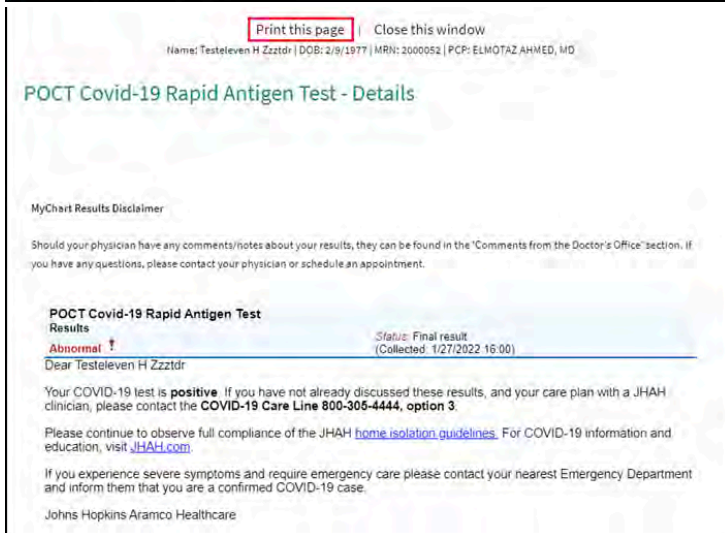 Print this page | Close this window
Name: Testeleven H Zzztdr | DOB: 2/9/1977 | MRN: 2000052 | PCP: ELMOTAZ AHMED, MD
POCT Covid-19 Rapid Antigen Test - Details
MyChart Results Disclaimer
Should your physician have any comments/notes about your results, they can be found in the 'Comments from the Doctor's Office' section. If
you have any questions, please contact your physician or schedule an appointment.
POCT Covid-19 Rapid Antigen Test
Results
Status: Final result
Abnormal !
(Collected: 1/27/2022 16:00)
Dear Testeleven H Zzztdr
Your COVID-19 test is positive. If you have not already discussed these results, and your care plan with a JHAH
clinician, please contact the COVID-19 Care Line 800-305-4444, option 3.
Please continue to observe full compliance of the JHAH home isolation guidelines. For COVID-19 information and
education, visit JHAH.com.
If you experience severe symptoms and require emergency care please contact your nearest Emergency Department
and inform them that you are a confirmed COVID-19 case.
Johns Hopkins Aramco Healthcare